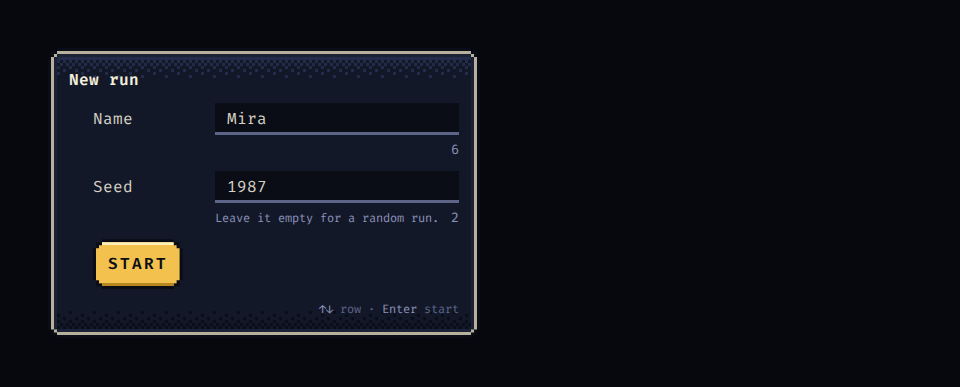 New run
Name Mira
6
Seed 1987
Leave it empty for a random run. 2
START
↑↓ row · Enter start